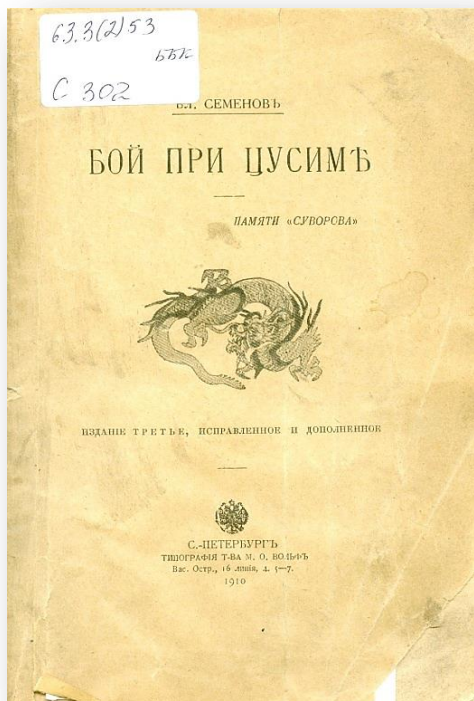 63.3(2)53
ББК
С 302
ВЛ. СЕМЕНОВЪ
БОЙ ПРИ ЦУСИМѢ
ПАМЯТИ «СУВОРОВА»
ИЗДАНІЕ ТРЕТЬЕ, ИСПРАВЛЕННОЕ И ДОПОЛНЕННОЕ
С.-ПЕТЕРБУРГЪ
ТИПОГРАФІЯ Т-ВА М. О. ВОЛЬФЪ
Вас. Остр., 16 линія, д. 5—7.
1910